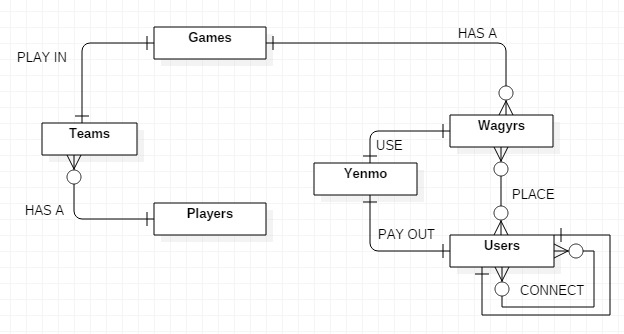 Games
HAS A
PLAY IN
Teams
Wagyrs
USE
Yenmo
PLACE
HAS A
Players
PAY OUT
Users
CONNECT